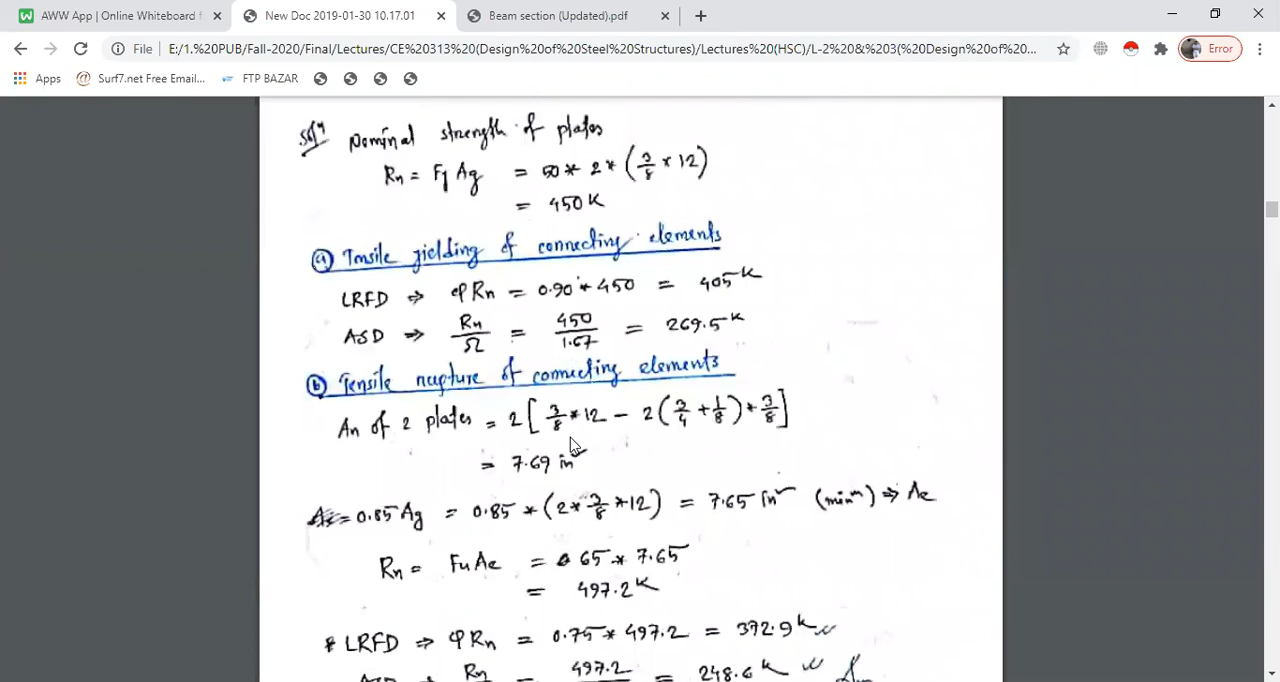 AWW App | Online Whiteboard f
New Doc 2019-01-30 10.17.01
Beam section (Updated).pdf
File
E:/1.%20PUB/Fall-2020/Final/Lectures/CE%20313%20(Design%20of%20Steel%20Structures)/Lectures%20(HSC)/L-2%20&%203(%20Design%20of%20...
Error
Apps
Surf7.net Free Email...
FTP BAZAR
Solⁿ Nominal strength of plates
Rn = Fy Ag = 50 * 2 * (3/8 * 12)
= 450 K
(a) Tensile yielding of connecting elements
LRFD ⇒ φRn = 0.90 * 450 = 405 K
ASD ⇒ Rn/Ω = 450/1.67 = 269.5 K
(b) Tensile rupture of connecting elements
An of 2 plates = 2[3/8 * 12 - 2(3/4 + 1/8) * 3/8]
= 7.69 in²
Ae = 0.85 Ag = 0.85 * (2 * 3/8 * 12) = 7.65 in² (minᵐ) ⇒ Ae
Rn = Fu Ae = 65 * 7.65
= 497.2 K
* LRFD ⇒ φRn = 0.75 * 497.2 = 372.9 K
ASD ⇒ Rn = 497.2 = 248.6 K